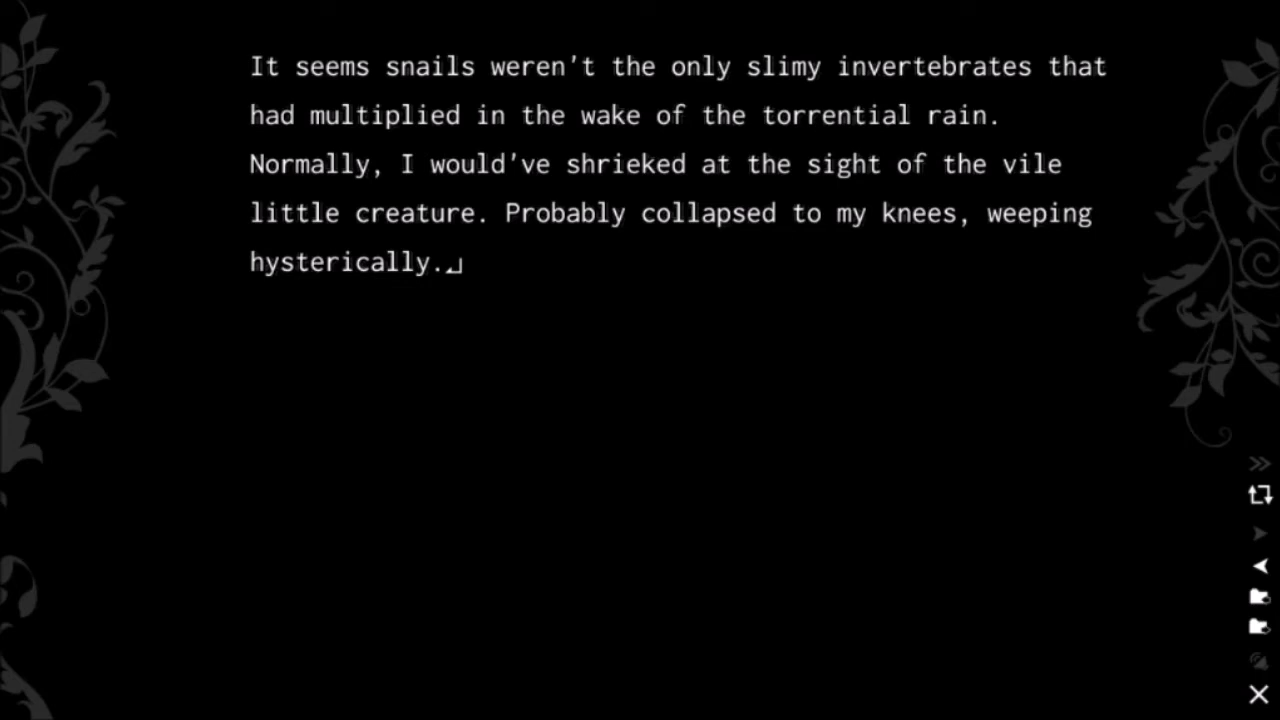 It seems snails weren't the only slimy invertebrates that
had multiplied in the wake of the torrential rain.
Normally, I would've shrieked at the sight of the vile
little creature. Probably collapsed to my knees, weeping
hysterically.